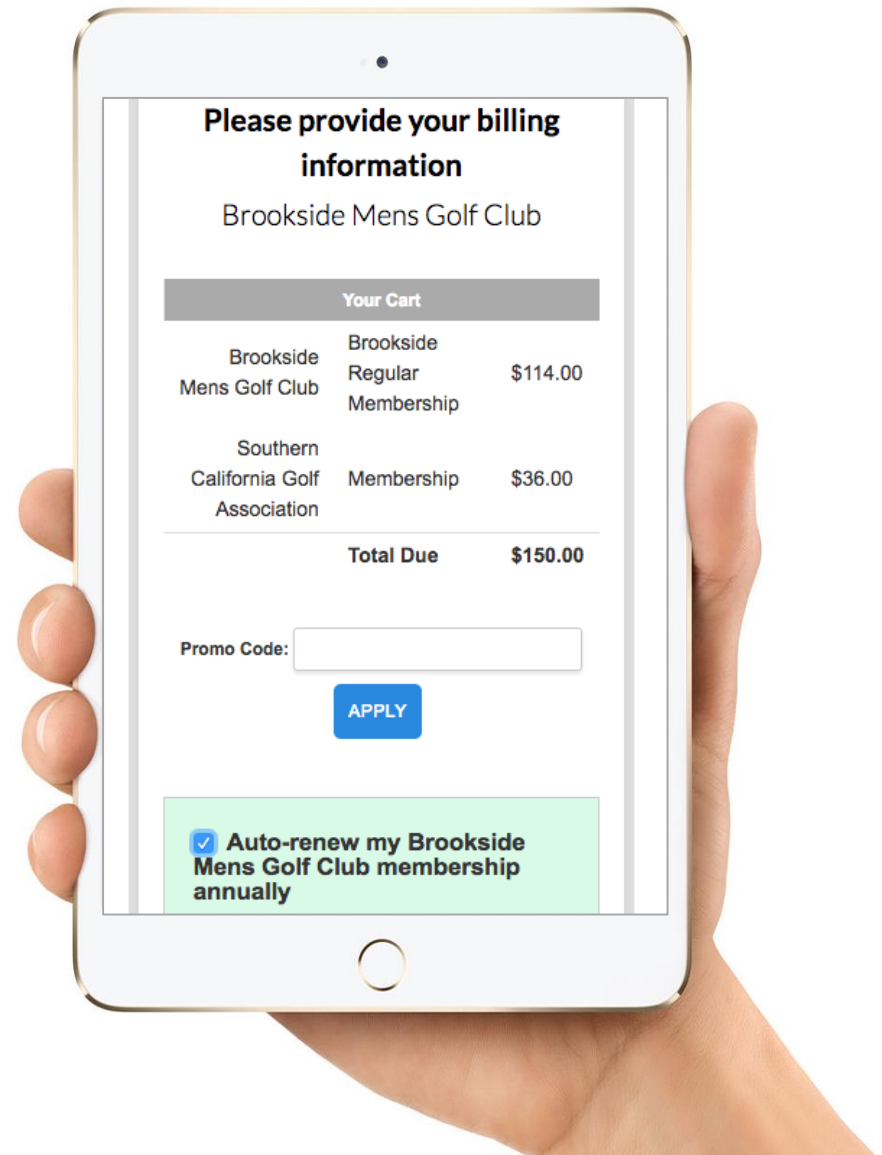 Please provide your billing
information
Brookside Mens Golf Club
Your Cart
Brookside
Mens Golf Club
Brookside
Regular
Membership
$114.00
Southern
California Golf
Association
Membership
$36.00
Total Due $150.00
Promo Code:
APPLY
Auto-renew my Brookside
Mens Golf Club membership
annually